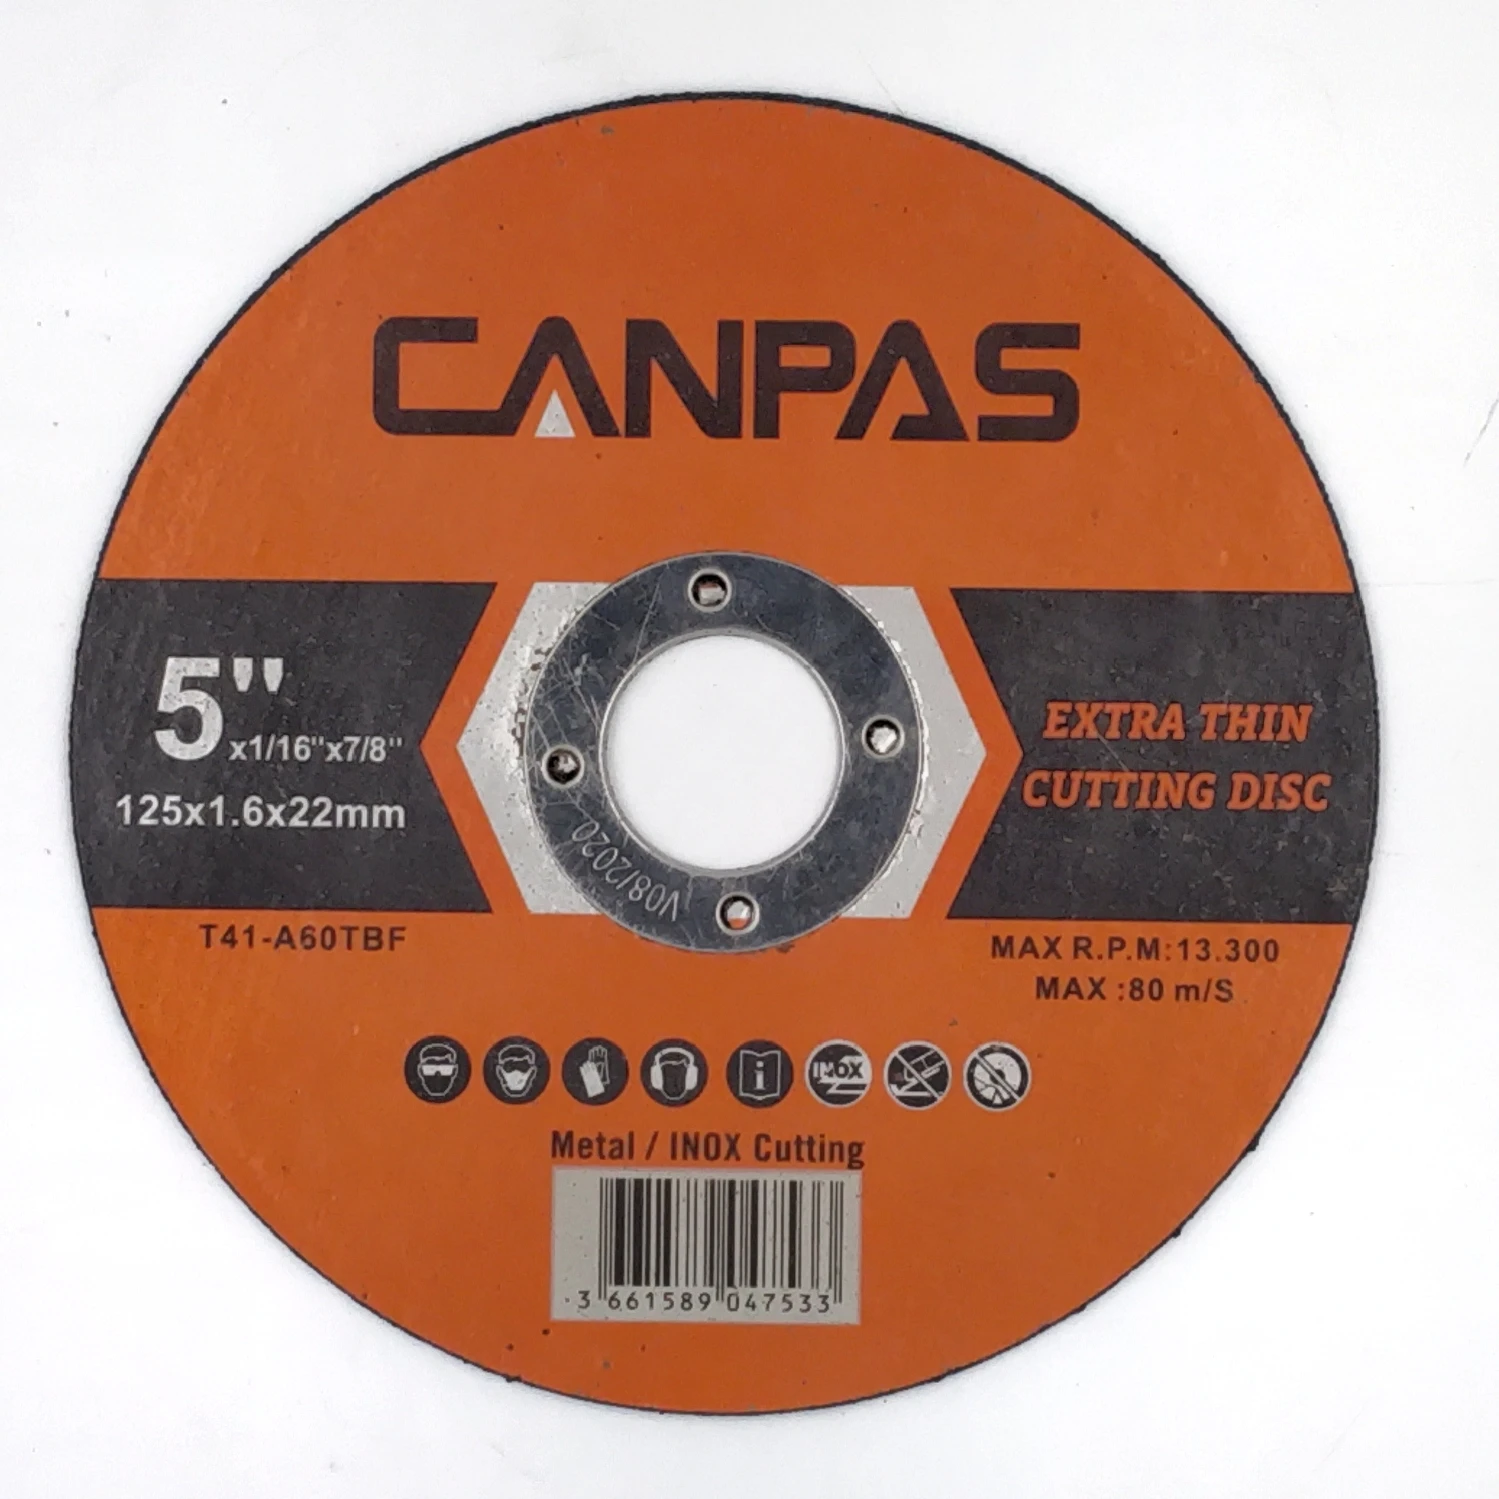 CANPAS
5"
x1/16"x7/8"
125x1.6x22mm
EXTRA THIN
CUTTING DISC
V08/2020
T41-A60TBF
MAX R.P.M:13.300
MAX :80 m/S
i
INOX
Metal / INOX Cutting
3 661589 047533